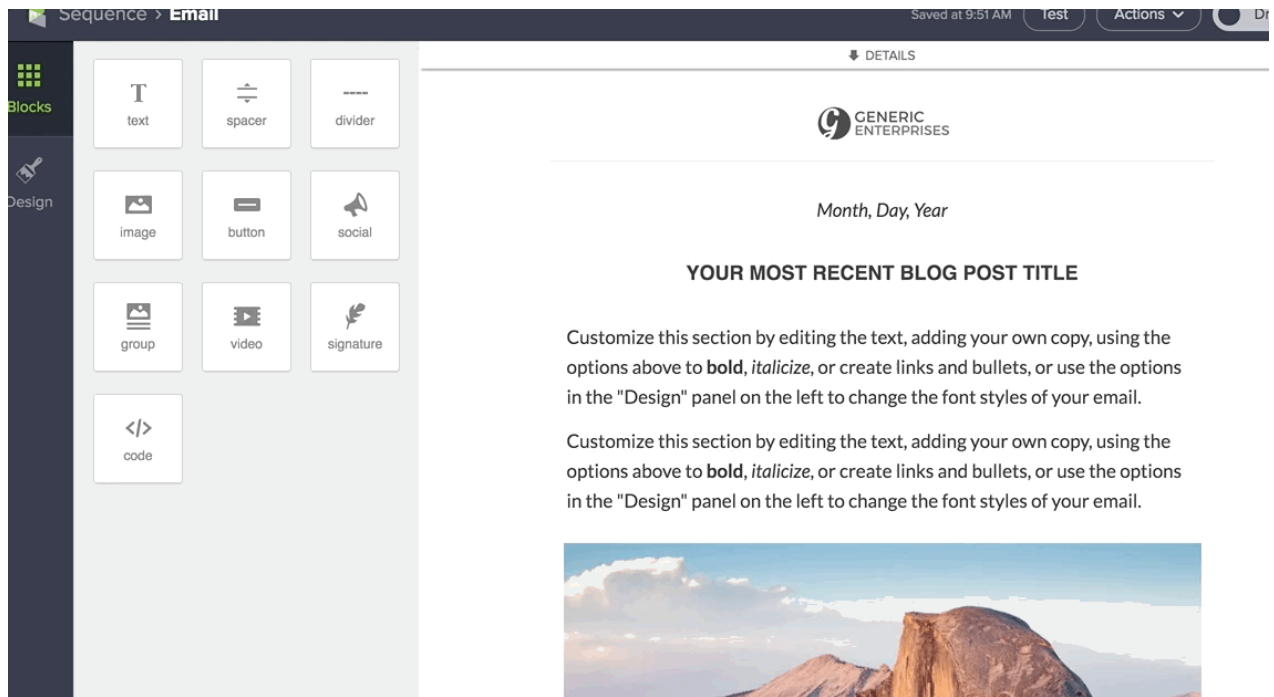 Sequence > Email
Saved at 9:51 AM
Test
Actions
Blocks
Design
T
text
spacer
divider
image
button
social
group
video
signature
</>
code
DETAILS
GENERIC
ENTERPRISES
Month, Day, Year
YOUR MOST RECENT BLOG POST TITLE
Customize this section by editing the text, adding your own copy, using the
options above to bold, italicize, or create links and bullets, or use the options
in the "Design" panel on the left to change the font styles of your email.
Customize this section by editing the text, adding your own copy, using the
options above to bold, italicize, or create links and bullets, or use the options
in the "Design" panel on the left to change the font styles of your email.